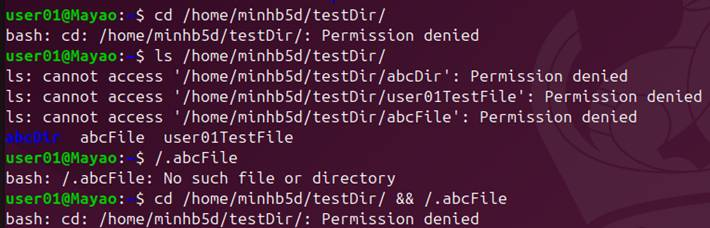 user01@Mayao:~$ cd /home/minhb5d/testDir/
bash: cd: /home/minhb5d/testDir/: Permission denied
user01@Mayao:~$ ls /home/minhb5d/testDir/
ls: cannot access '/home/minhb5d/testDir/abcDir': Permission denied
ls: cannot access '/home/minhb5d/testDir/user01TestFile': Permission denied
ls: cannot access '/home/minhb5d/testDir/abcFile': Permission denied
abcDir  abcFile  user01TestFile
user01@Mayao:~$ /.abcFile
bash: /.abcFile: No such file or directory
user01@Mayao:~$ cd /home/minhb5d/testDir/ && /.abcFile
bash: cd: /home/minhb5d/testDir/: Permission denied